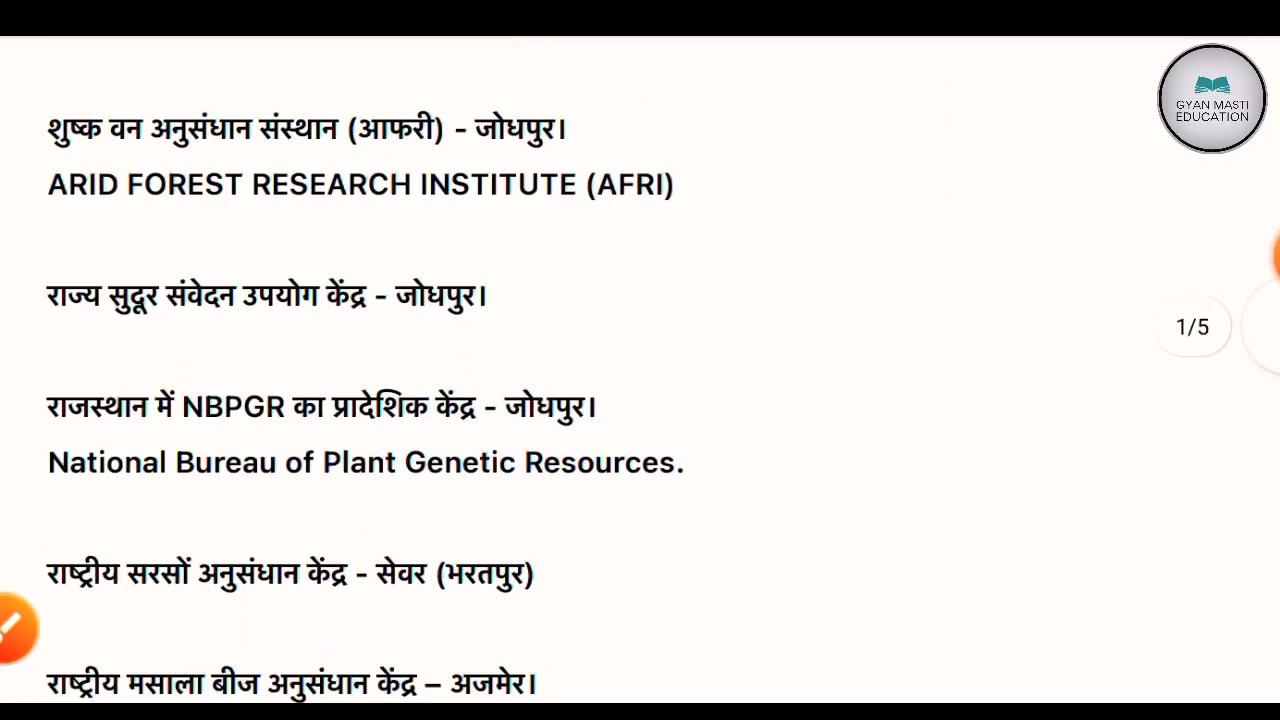 शुष्क वन अनुसंधान संस्थान (आफरी) - जोधपुर।
ARID FOREST RESEARCH INSTITUTE (AFRI)
राज्य सुदूर संवेदन उपयोग केंद्र - जोधपुर।
राजस्थान में NBPGR का प्रादेशिक केंद्र - जोधपुर।
National Bureau of Plant Genetic Resources.
राष्ट्रीय सरसों अनुसंधान केंद्र - सेवर (भरतपुर)
राष्ट्रीय मसाला बीज अनुसंधान केंद्र – अजमेर।
GYAN MASTI
EDUCATION
1/5